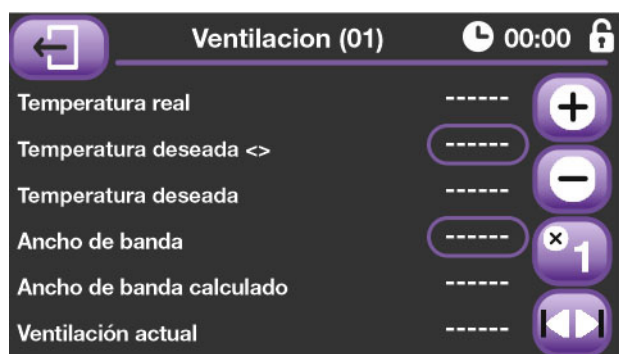 Ventilacion (01) 00:00
Temperatura real ------
Temperatura deseada <> ------
Temperatura deseada ------
Ancho de banda ------
×1
Ancho de banda calculado ------
Ventilación actual ------